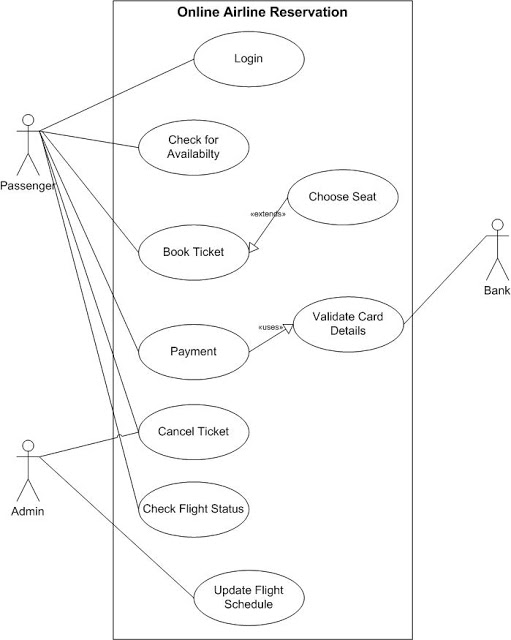 Online Airline Reservation
Login
Check for
Availabilty
Passenger
Choose Seat
«extends»
Book Ticket
Bank
Validate Card
Details
«uses»
Payment
Cancel Ticket
Admin
Check Flight Status
Update Flight
Schedule